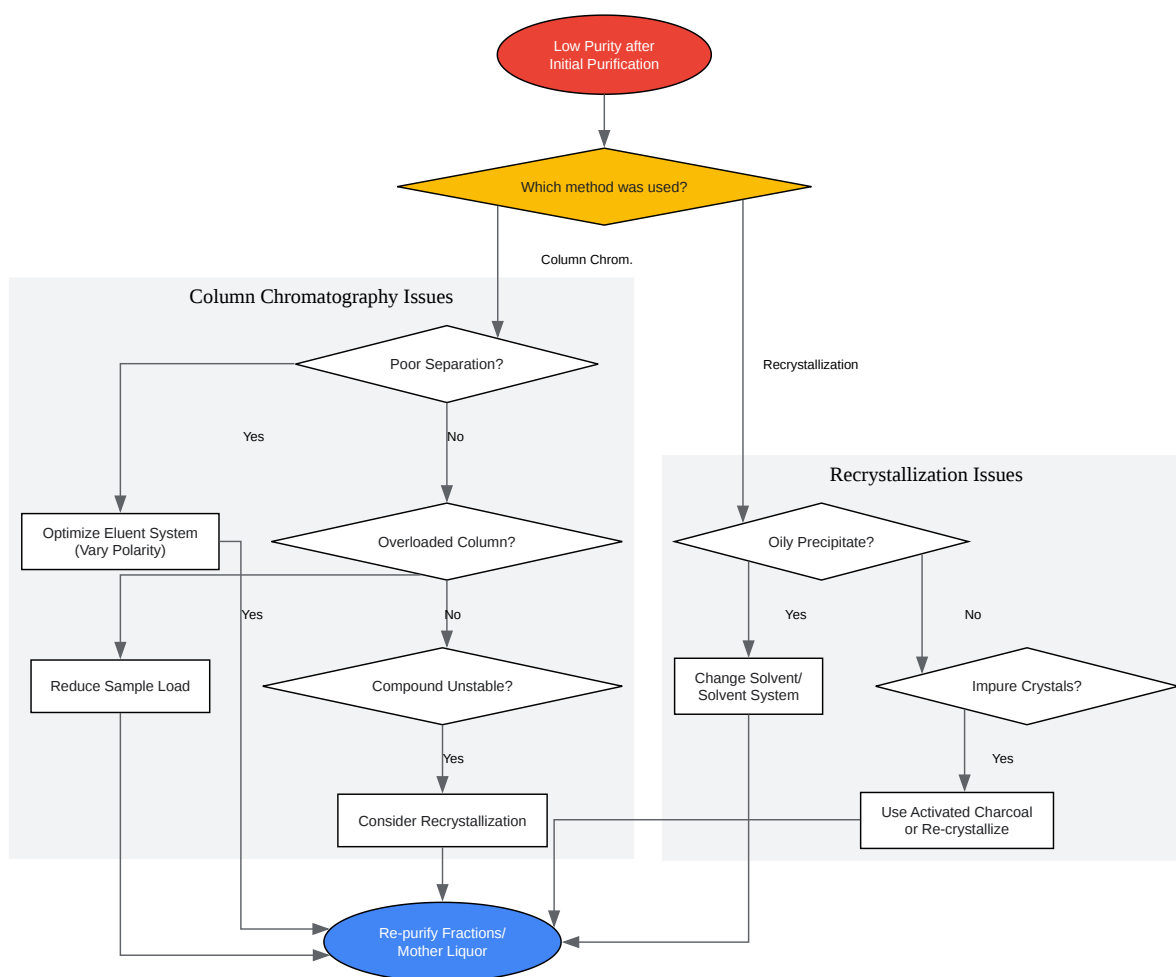 Low Purity after
Initial Purification
Which method was used?
Column Chrom.
Column Chromatography Issues
Poor Separation?
Recrystallization
Yes
No
Recrystallization Issues
Optimize Eluent System
(Vary Polarity)
Overloaded Column?
Oily Precipitate?
Yes
No
Yes
No
Reduce Sample Load
Compound Unstable?
Change Solvent/
Solvent System
Impure Crystals?
Yes
Yes
Consider Recrystallization
Use Activated Charcoal
or Re-crystallize
Re-purify Fractions/
Mother Liquor